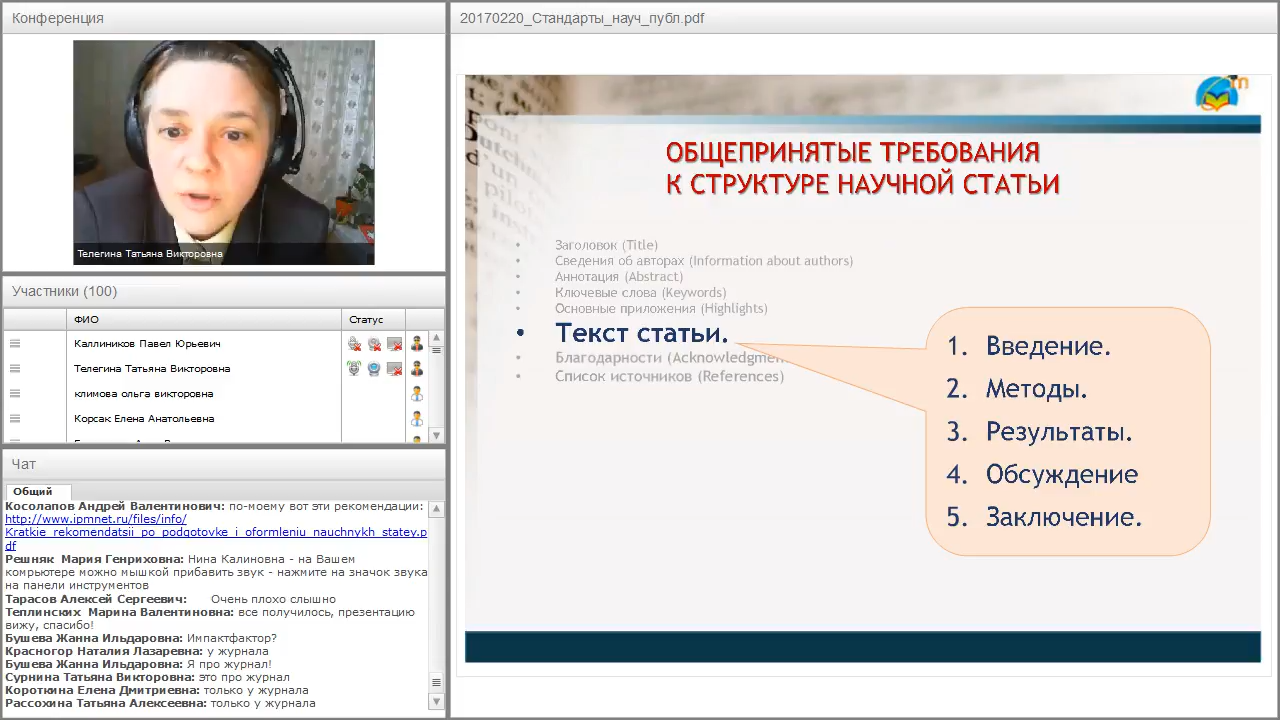 Конференция
Телегина Татьяна Викторовна
Участники (100)
ФИО
Статус
Каллиников Павел Юрьевич
Телегина Татьяна Викторовна
климова ольга викторовна
Корсак Елена Анатольевна
Чат
Общий
Косолапов Андрей Валентинович: по-моему вот эти рекомендации:
http://www.ipmnet.ru/files/info/
Kratkie_rekomendatsii_po_podgotovke_i_oformleniu_nauchnykh_statey.p
df
Решняк Мария Генриховна: Нина Калиновна - на Вашем
комрьютере можно мышкой прибавить звук - нажмите на значок звука
на панели инструментов
Тарасов Алексей Сергеевич: Очень плохо слышно
Теплинских Марина Валентиновна: все получилось, презентацию
вижу, спасибо!
Бушева Жанна Ильдаровна: Импактфактор?
Красногор Наталия Лазаревна: у журнала
Бушева Жанна Ильдаровна: Я про журнал!
Сурнина Татьяна Викторовна: это про журнал
Короткина Елена Дмитриевна: только у журнала
Рассохина Татьяна Алексеевна: только у журнала
20170220_Стандарты_науч_публ.pdf
ОБЩЕПРИНЯТЫЕ ТРЕБОВАНИЯ
К СТРУКТУРЕ НАУЧНОЙ СТАТЬИ
• Заголовок (Title)
• Сведения об авторах (Information about authors)
• Аннотация (Abstract)
• Ключевые слова (Keywords)
• Основные приложения (Highlights)
• Текст статьи.
• Благодарности (Acknowledgmen
• Список источников (References)
1. Введение.
2. Методы.
3. Результаты.
4. Обсуждение
5. Заключение.